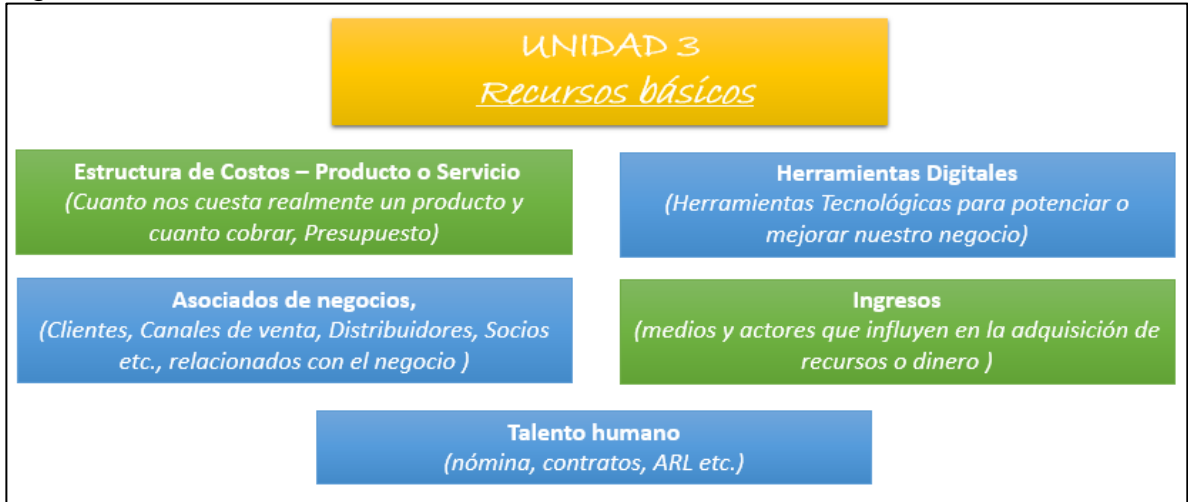 UNIDAD 3
Recursos básicos
Estructura de Costos – Producto o Servicio
(Cuanto nos cuesta realmente un producto y
cuanto cobrar, Presupuesto)
Herramientas Digitales
(Herramientas Tecnológicas para potenciar o
mejorar nuestro negocio)
Asociados de negocios,
(Clientes, Canales de venta, Distribuidores, Socios
etc., relacionados con el negocio )
Ingresos
(medios y actores que influyen en la adquisición de
recursos o dinero )
Talento humano
(nómina, contratos, ARL etc.)